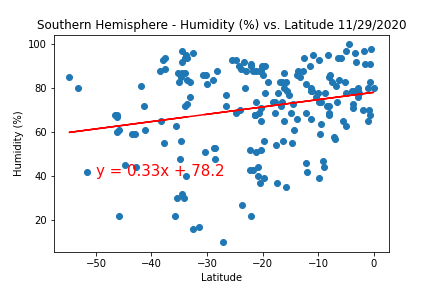 Southern Hemisphere - Humidity (%) vs. Latitude 11/29/2020
100
80
60
40
20
Humidity (%)
y = 0.33x + 78.2
−50 −40 −30 −20 −10 0
Latitude